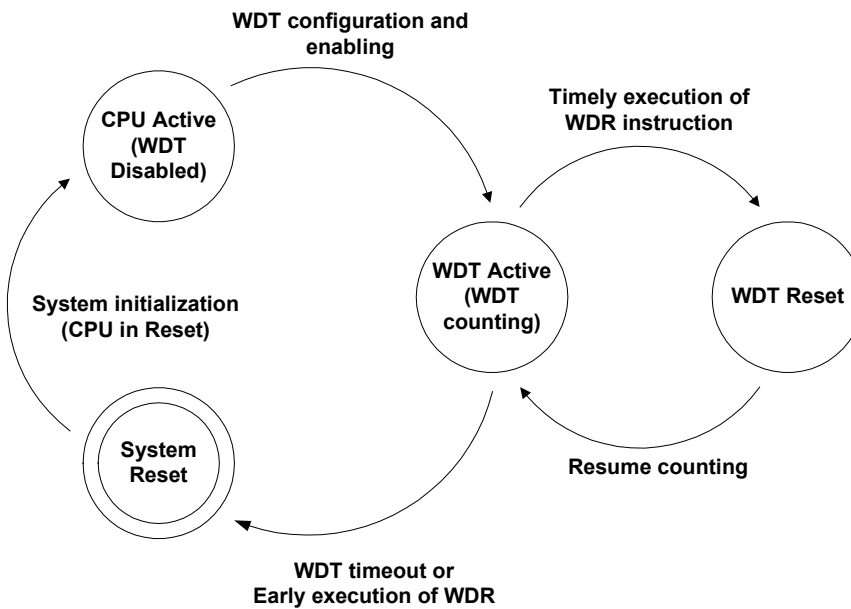 WDT configuration and
enabling
CPU Active
(WDT
Disabled)
Timely execution of
WDR instruction
WDT Active
(WDT
counting)
WDT Reset
System initialization
(CPU in Reset)
System
Reset
Resume counting
WDT timeout or
Early execution of WDR